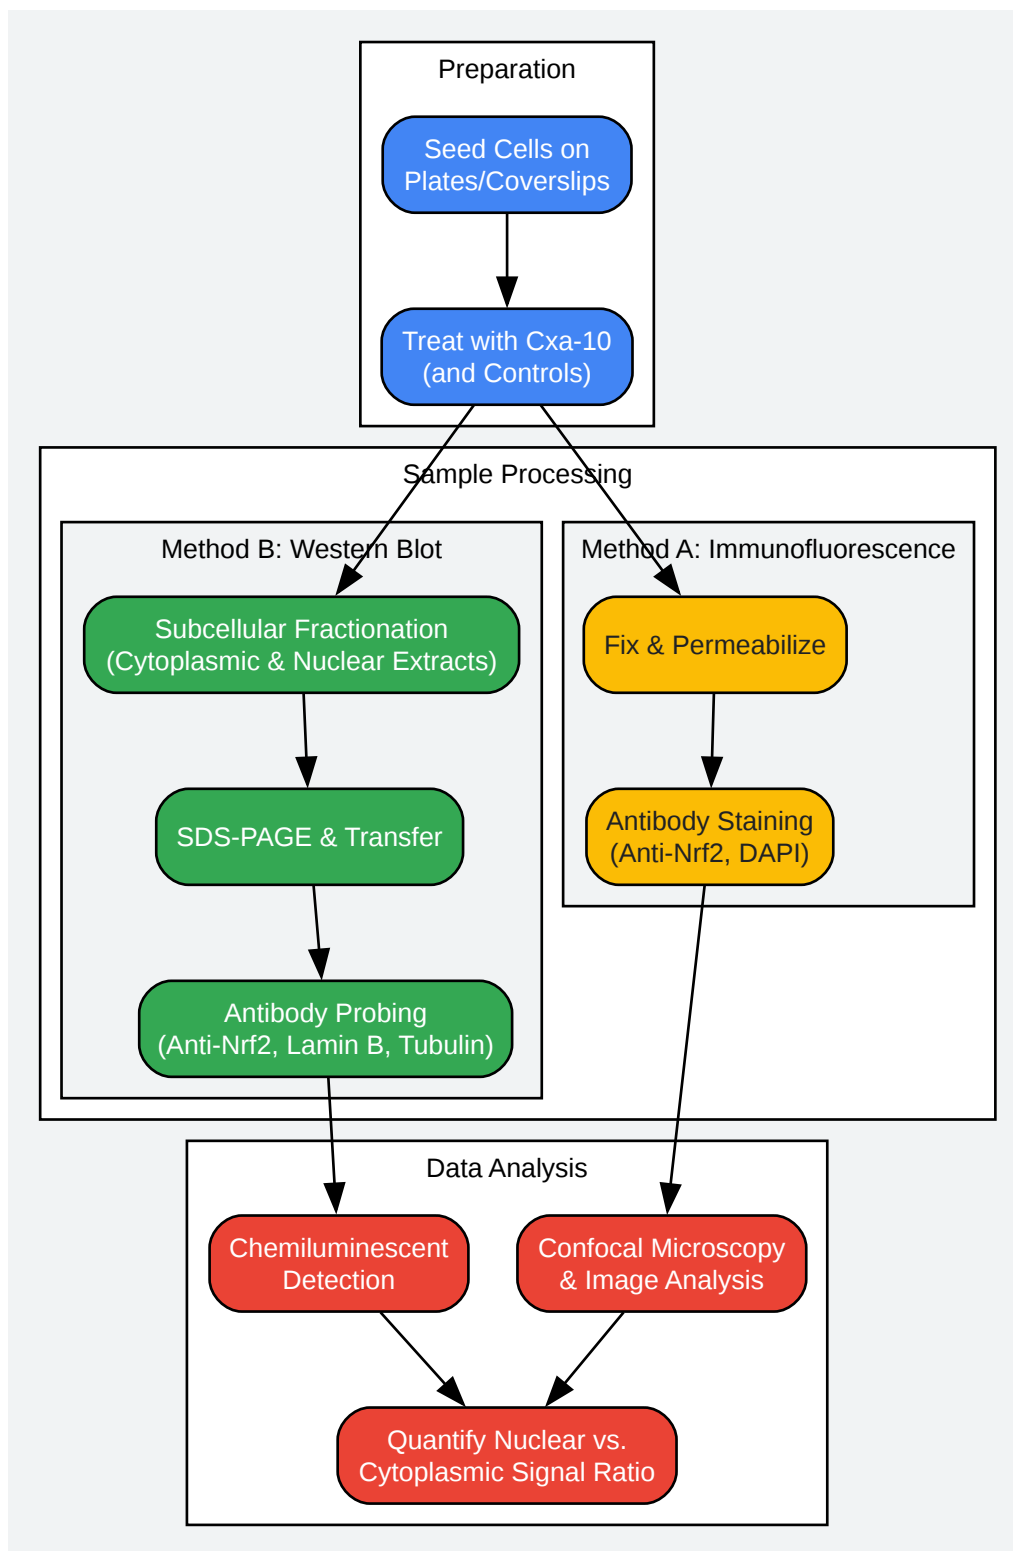 Preparation
Seed Cells on
Plates/Coverslips
Treat with Cxa-10
(and Controls)
Sample Processing
Method B: Western Blot
Subcellular Fractionation
(Cytoplasmic & Nuclear Extracts)
SDS-PAGE & Transfer
Antibody Probing
(Anti-Nrf2, Lamin B, Tubulin)
Method A: Immunofluorescence
Fix & Permeabilize
Antibody Staining
(Anti-Nrf2, DAPI)
Data Analysis
Chemiluminescent
Detection
Confocal Microscopy
& Image Analysis
Quantify Nuclear vs.
Cytoplasmic Signal Ratio